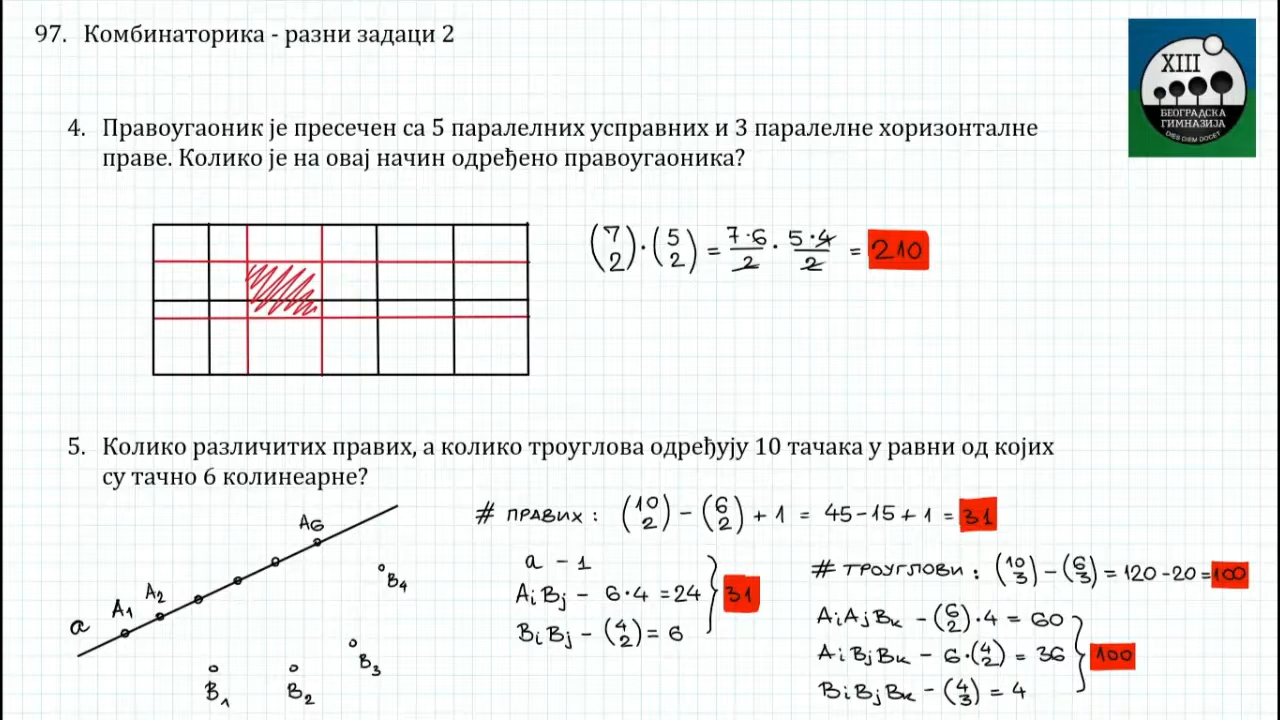 97. Комбинаторика - разни задаци 2
XIII
БЕОГРАДСКА
ГИМНАЗИЈА
DIES DIEM DOCET
4. Правоугаоник је пресечен са 5 паралелних усправних и 3 паралелне хоризонталне
праве. Колико је на овај начин одређено правоугаоника?
(7 2) · (5 2) = 7·6/2 · 5·4/2 = 210
5. Колико различитих правих, а колико троуглова одређују 10 тачака у равни од којих
су тачно 6 колинеарне?
a A1 A2 A6
B1 B2 B3 B4
# ПРАВИХ : (10 2) - (6 2) + 1 = 45 - 15 + 1 = 31
a - 1
AiBj - 6·4 = 24
BiBj - (4 2) = 6
31
# ТРОУГЛОВИ : (10 3) - (6 3) = 120 - 20 = 100
AiAjBk - (6 2)·4 = 60
AiBjBk - 6·(4 2) = 36
BiBjBk - (4 3) = 4
100